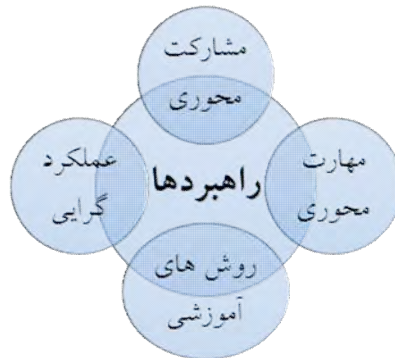 مشارکت
محوری
عملکرد
گرایی
راهبردها
مهارت
محوری
روش های
آموزشی